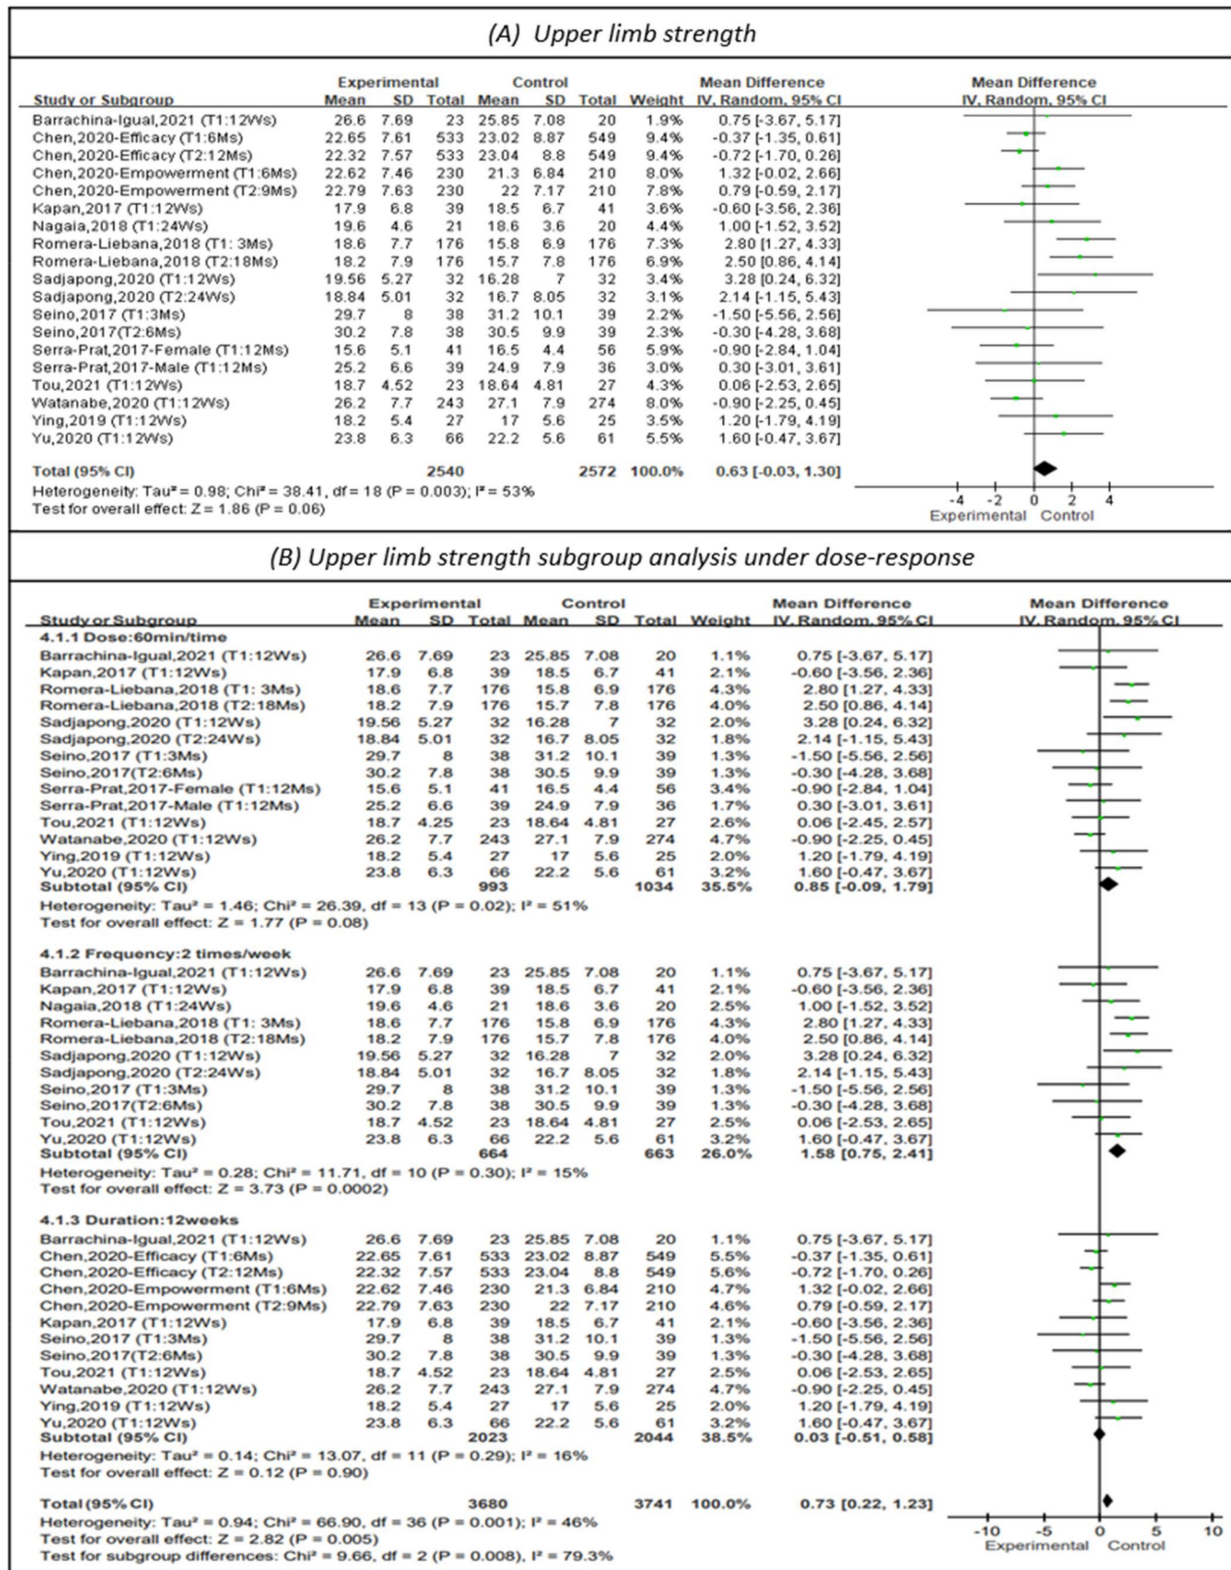 (A) Upper limb strength
Experimental Control Mean Difference Mean Difference
Study or Subgroup Mean SD Total Mean SD Total Weight IV, Random, 95% CI IV, Random, 95% CI
Barrachina-Igual,2021 (T1:12Ws) 26.6 7.69 23 25.85 7.08 20 1.9% 0.75 [-3.67, 5.17]
Chen,2020-Efficacy (T1:6Ms) 22.65 7.61 533 23.02 8.87 549 9.4% -0.37 [-1.35, 0.61]
Chen,2020-Efficacy (T2:12Ms) 22.32 7.57 533 23.04 8.8 549 9.4% -0.72 [-1.70, 0.26]
Chen,2020-Empowerment (T1:6Ms) 22.62 7.46 230 21.3 6.84 210 8.0% 1.32 [-0.02, 2.66]
Chen,2020-Empowerment (T2:9Ms) 22.79 7.63 230 22 7.17 210 7.8% 0.79 [-0.59, 2.17]
Kapan,2017 (T1:12Ws) 17.9 6.8 39 18.5 6.7 41 3.6% -0.60 [-3.56, 2.36]
Nagaia,2018 (T1:24Ws) 19.6 4.6 21 18.6 3.6 20 4.4% 1.00 [-1.52, 3.52]
Romera-Liebana,2018 (T1: 3Ms) 18.6 7.7 176 15.8 6.9 176 7.3% 2.80 [1.27, 4.33]
Romera-Liebana,2018 (T2:18Ms) 18.2 7.9 176 15.7 7.8 176 6.9% 2.50 [0.86, 4.14]
Sadjapong,2020 (T1:12Ws) 19.56 5.27 32 16.28 7 32 3.5% 3.28 [0.24, 6.32]
Sadjapong,2020 (T2:24Ws) 18.84 5.01 32 16.7 8.05 32 3.1% 2.14 [-1.15, 5.43]
Seino,2017 (T1:3Ms) 29.7 8 38 31.2 10.1 39 2.2% -1.50 [-5.56, 2.56]
Seino,2017(T2:6Ms) 30.2 7.8 38 30.5 9.9 39 2.3% -0.30 [-4.28, 3.68]
Serra-Prat,2017-Female (T1:12Ms) 15.6 5.1 41 16.5 4.4 56 5.9% -0.90 [-2.84, 1.04]
Serra-Prat,2017-Male (T1:12Ms) 25.2 6.6 39 24.9 7.9 36 3.1% 0.30 [-3.01, 3.61]
Tou,2021 (T1:12Ws) 18.7 4.52 23 18.64 4.81 27 4.3% 0.06 [-2.53, 2.65]
Watanabe,2020 (T1:12Ws) 26.2 7.7 243 27.1 7.9 274 8.0% -0.90 [-2.25, 0.45]
Ying,2019 (T1:12Ws) 18.2 5.4 27 17 5.6 25 3.6% 1.20 [-1.79, 4.19]
Yu,2020 (T1:12Ws) 23.8 6.3 66 22.2 5.6 61 5.5% 1.60 [-0.47, 3.67]
Total (95% CI) 2540 2572 100.0% 0.63 [-0.03, 1.30]
Heterogeneity: Tau² = 0.98; Chi² = 38.41, df = 18 (P = 0.003); I² = 53%
Test for overall effect: Z = 1.86 (P = 0.06)
-4 -2 0 2 4
Experimental Control
(B) Upper limb strength subgroup analysis under dose-response
Experimental Control Mean Difference Mean Difference
Study or Subgroup Mean SD Total Mean SD Total Weight IV, Random, 95% CI IV, Random, 95% CI
4.1.1 Dose:60min/time
Barrachina-Igual,2021 (T1:12Ws) 26.6 7.69 23 25.85 7.08 20 1.1% 0.75 [-3.67, 5.17]
Kapan,2017 (T1:12Ws) 17.9 6.8 39 18.5 6.7 41 2.1% -0.60 [-3.56, 2.36]
Romera-Liebana,2018 (T1: 3Ms) 18.6 7.7 176 15.8 6.9 176 4.3% 2.80 [1.27, 4.33]
Romera-Liebana,2018 (T2:18Ms) 18.2 7.9 176 15.7 7.8 176 4.0% 2.50 [0.86, 4.14]
Sadjapong,2020 (T1:12Ws) 19.56 5.27 32 16.28 7 32 2.0% 3.28 [0.24, 6.32]
Sadjapong,2020 (T2:24Ws) 18.84 5.01 32 16.7 8.05 32 1.8% 2.14 [-1.15, 5.43]
Seino,2017 (T1:3Ms) 29.7 8 38 31.2 10.1 39 1.3% -1.50 [-5.56, 2.56]
Seino,2017(T2:6Ms) 30.2 7.8 38 30.5 9.9 39 1.3% -0.30 [-4.28, 3.68]
Serra-Prat,2017-Female (T1:12Ms) 15.6 5.1 41 16.5 4.4 56 3.4% -0.90 [-2.84, 1.04]
Serra-Prat,2017-Male (T1:12Ms) 25.2 6.6 39 24.9 7.9 36 1.7% 0.30 [-3.01, 3.61]
Tou,2021 (T1:12Ws) 18.7 4.25 23 18.64 4.81 27 2.6% 0.06 [-2.45, 2.57]
Watanabe,2020 (T1:12Ws) 26.2 7.7 243 27.1 7.9 274 4.7% -0.90 [-2.25, 0.45]
Ying,2019 (T1:12Ws) 18.2 5.4 27 17 5.6 25 2.0% 1.20 [-1.79, 4.19]
Yu,2020 (T1:12Ws) 23.8 6.3 66 22.2 5.6 61 3.2% 1.60 [-0.47, 3.67]
Subtotal (95% CI) 993 1034 35.5% 0.85 [-0.09, 1.79]
Heterogeneity: Tau² = 1.46; Chi² = 26.39, df = 13 (P = 0.02); I² = 51%
Test for overall effect: Z = 1.77 (P = 0.08)
4.1.2 Frequency:2 times/week
Barrachina-Igual,2021 (T1:12Ws) 26.6 7.69 23 25.85 7.08 20 1.1% 0.75 [-3.67, 5.17]
Kapan,2017 (T1:12Ws) 17.9 6.8 39 18.5 6.7 41 2.1% -0.60 [-3.56, 2.36]
Nagaia,2018 (T1:24Ws) 19.6 4.6 21 18.6 3.6 20 2.5% 1.00 [-1.52, 3.52]
Romera-Liebana,2018 (T1: 3Ms) 18.6 7.7 176 15.8 6.9 176 4.3% 2.80 [1.27, 4.33]
Romera-Liebana,2018 (T2:18Ms) 18.2 7.9 176 15.7 7.8 176 4.0% 2.50 [0.86, 4.14]
Sadjapong,2020 (T1:12Ws) 19.56 5.27 32 16.28 7 32 2.0% 3.28 [0.24, 6.32]
Sadjapong,2020 (T2:24Ws) 18.84 5.01 32 16.7 8.05 32 1.8% 2.14 [-1.15, 5.43]
Seino,2017 (T1:3Ms) 29.7 8 38 31.2 10.1 39 1.3% -1.50 [-5.56, 2.56]
Seino,2017(T2:6Ms) 30.2 7.8 38 30.5 9.9 39 1.3% -0.30 [-4.28, 3.68]
Tou,2021 (T1:12Ws) 18.7 4.52 23 18.64 4.81 27 2.5% 0.06 [-2.53, 2.65]
Yu,2020 (T1:12Ws) 23.8 6.3 66 22.2 5.6 61 3.2% 1.60 [-0.47, 3.67]
Subtotal (95% CI) 664 663 26.0% 1.58 [0.75, 2.41]
Heterogeneity: Tau² = 0.28; Chi² = 11.71, df = 10 (P = 0.30); I² = 15%
Test for overall effect: Z = 3.73 (P = 0.0002)
4.1.3 Duration:12weeks
Barrachina-Igual,2021 (T1:12Ws) 26.6 7.69 23 25.85 7.08 20 1.1% 0.75 [-3.67, 5.17]
Chen,2020-Efficacy (T1:6Ms) 22.65 7.61 533 23.02 8.87 549 5.5% -0.37 [-1.35, 0.61]
Chen,2020-Efficacy (T2:12Ms) 22.32 7.57 533 23.04 8.8 549 5.6% -0.72 [-1.70, 0.26]
Chen,2020-Empowerment (T1:6Ms) 22.62 7.46 230 21.3 6.84 210 4.7% 1.32 [-0.02, 2.66]
Chen,2020-Empowerment (T2:9Ms) 22.79 7.63 230 22 7.17 210 4.6% 0.79 [-0.59, 2.17]
Kapan,2017 (T1:12Ws) 17.9 6.8 39 18.5 6.7 41 2.1% -0.60 [-3.56, 2.36]
Seino,2017 (T1:3Ms) 29.7 8 38 31.2 10.1 39 1.3% -1.50 [-5.56, 2.56]
Seino,2017(T2:6Ms) 30.2 7.8 38 30.5 9.9 39 1.3% -0.30 [-4.28, 3.68]
Tou,2021 (T1:12Ws) 18.7 4.52 23 18.64 4.81 27 2.5% 0.06 [-2.53, 2.65]
Watanabe,2020 (T1:12Ws) 26.2 7.7 243 27.1 7.9 274 4.7% -0.90 [-2.25, 0.45]
Ying,2019 (T1:12Ws) 18.2 5.4 27 17 5.6 25 2.0% 1.20 [-1.79, 4.19]
Yu,2020 (T1:12Ws) 23.8 6.3 66 22.2 5.6 61 3.2% 1.60 [-0.47, 3.67]
Subtotal (95% CI) 2023 2044 38.5% 0.03 [-0.51, 0.58]
Heterogeneity: Tau² = 0.14; Chi² = 13.07, df = 11 (P = 0.29); I² = 16%
Test for overall effect: Z = 0.12 (P = 0.90)
Total (95% CI) 3680 3741 100.0% 0.73 [0.22, 1.23]
Heterogeneity: Tau² = 0.94; Chi² = 66.90, df = 36 (P = 0.001); I² = 46%
Test for overall effect: Z = 2.82 (P = 0.005)
Test for subgroup differences: Chi² = 9.66, df = 2 (P = 0.008), I² = 79.3%
-10 -5 0 5 10
Experimental Control